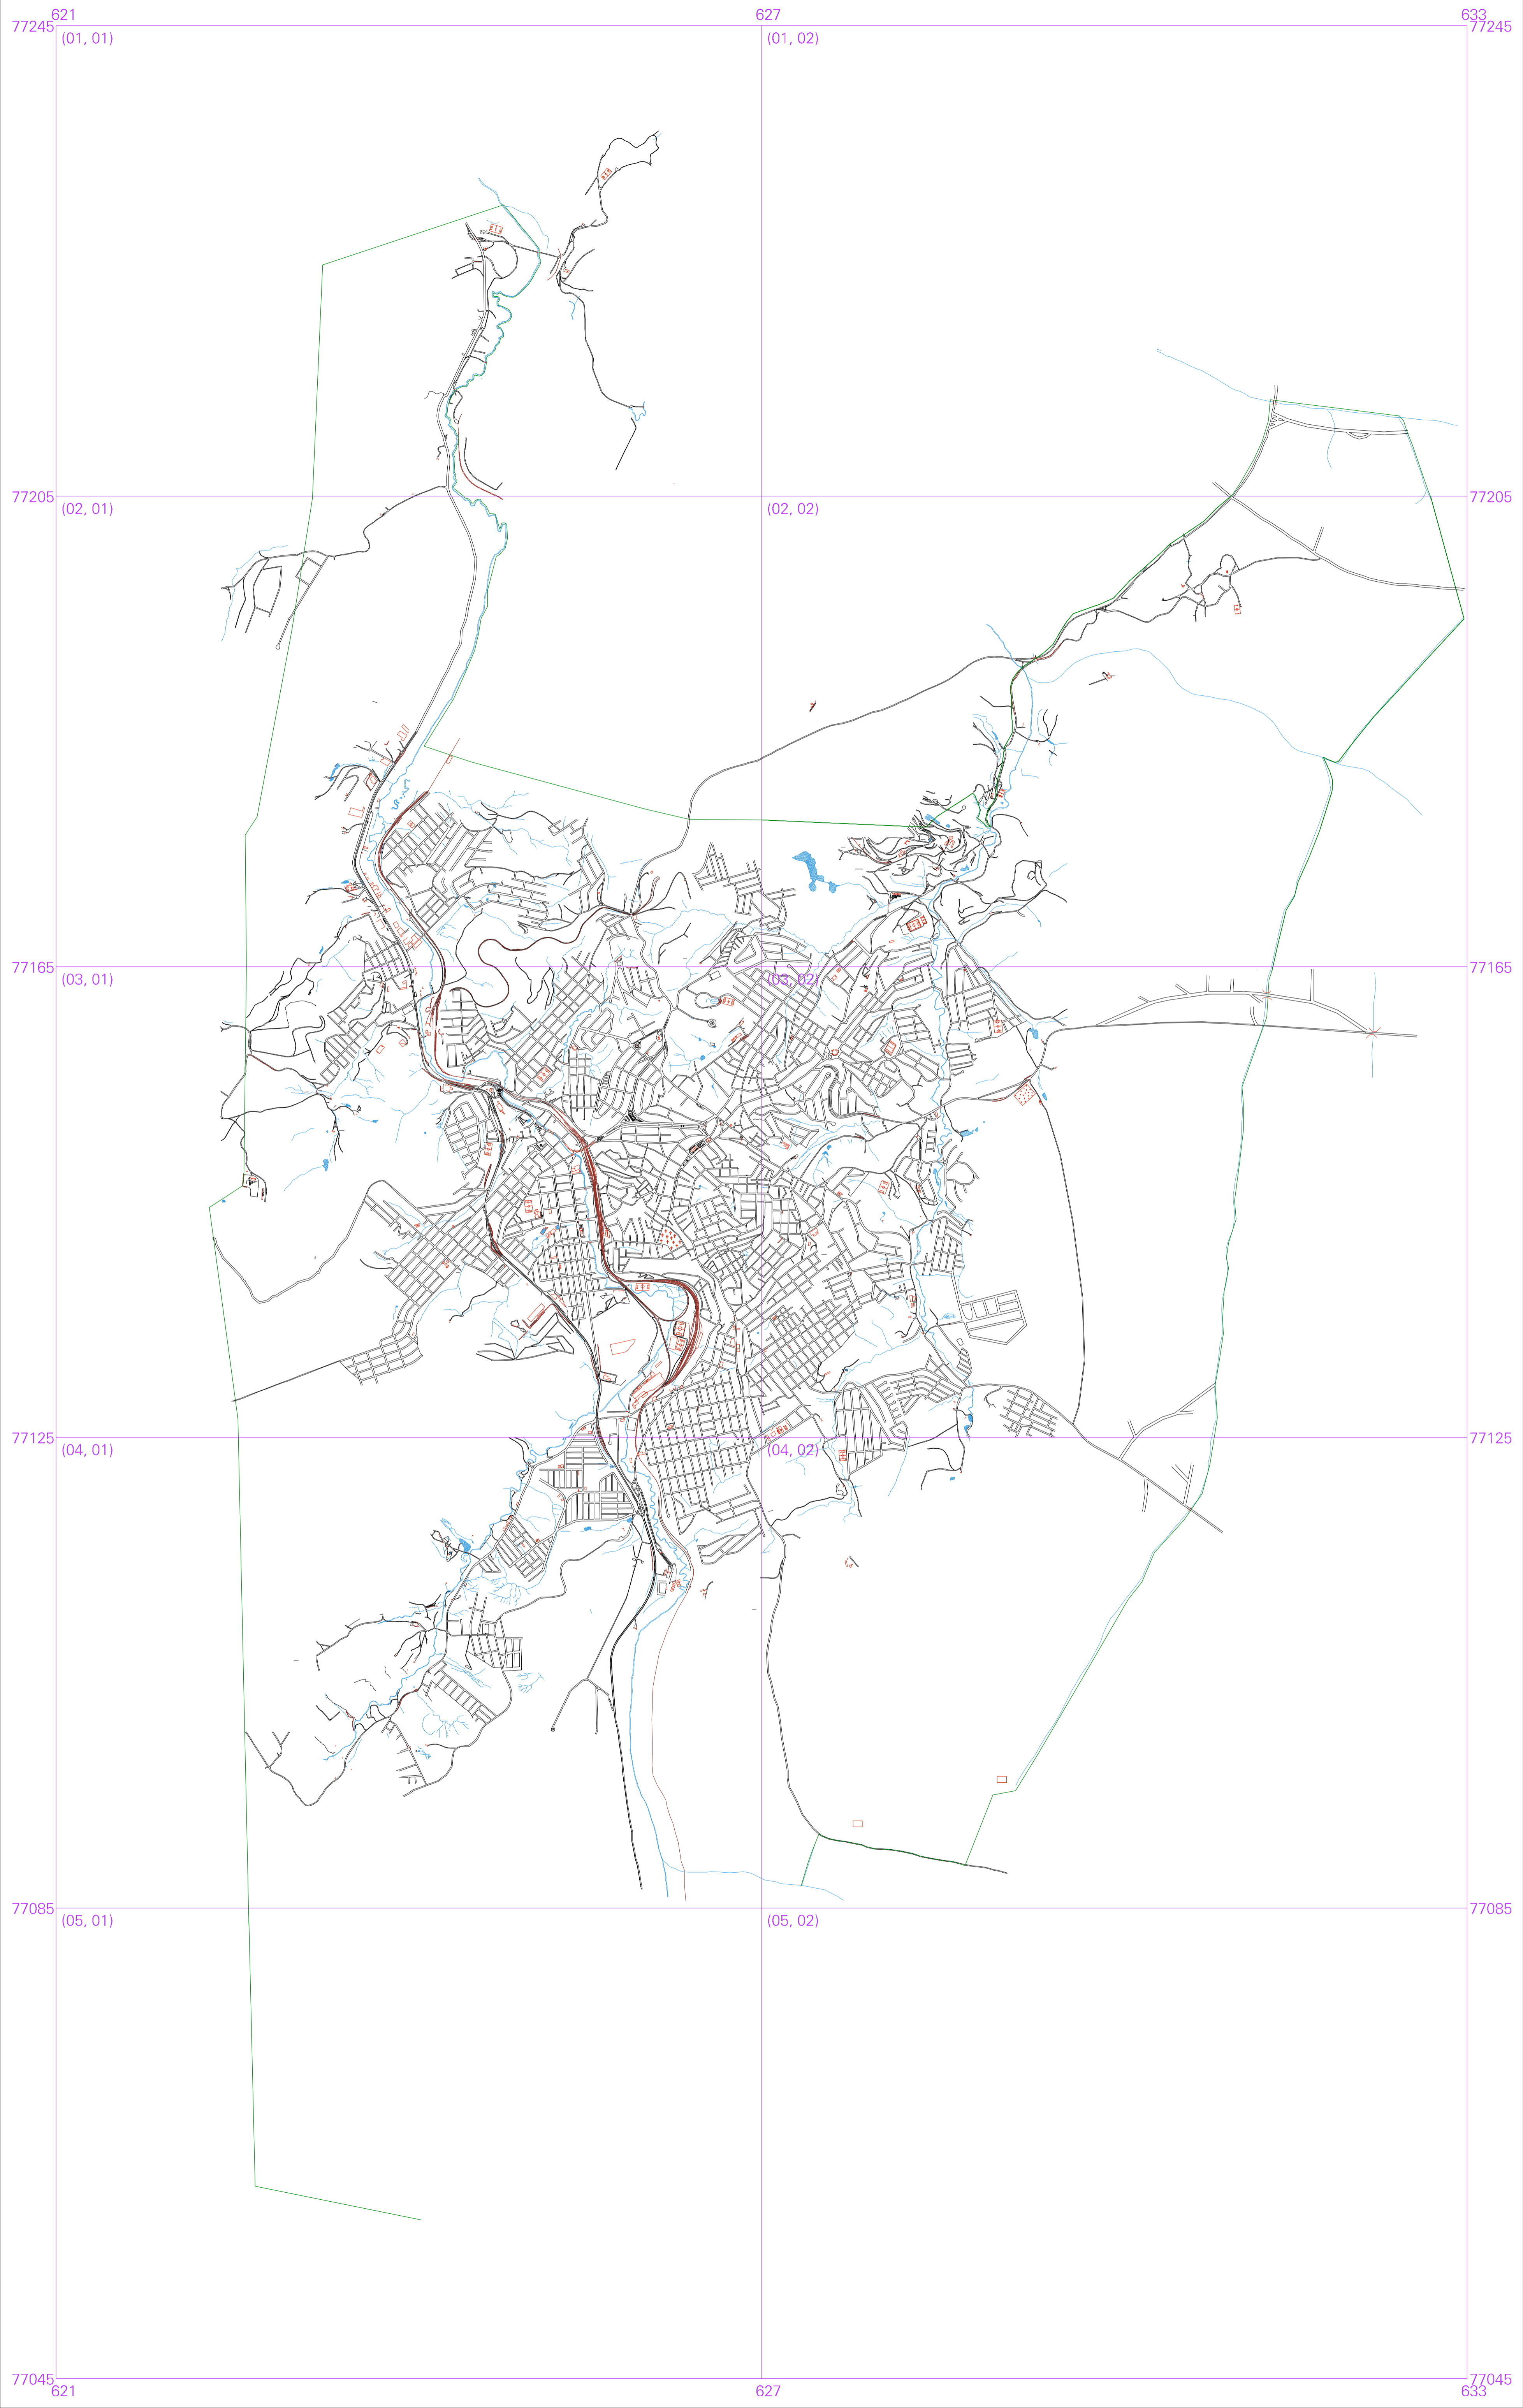 621 627 633
77245 77245
(01, 01) (01, 02)
77205 77205
(02, 01) (02, 02)
77165 77165
(03, 01) (03, 02)
77125 77125
(04, 01) (04, 02)
77085 77085
(05, 01) (05, 02)
77045 77045
621 627 633